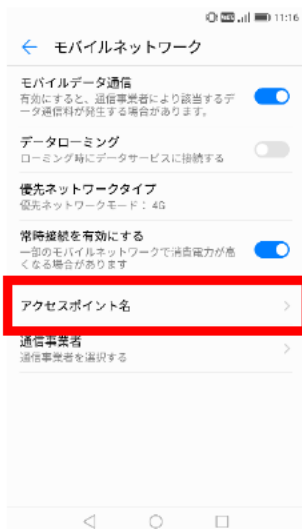 11:16
モバイルネットワーク
モバイルデータ通信
有効にすると、通信事業者により該当するデ
ータ通信料が発生する場合があります。
データローミング
ローミング時にデータサービスに接続する
優先ネットワークタイプ
優先ネットワークモード： 4G
常時接続を有効にする
一部のモバイルネットワークで消費電力が高
くなる場合があります
アクセスポイント名
通信事業者
通信事業者を選択する